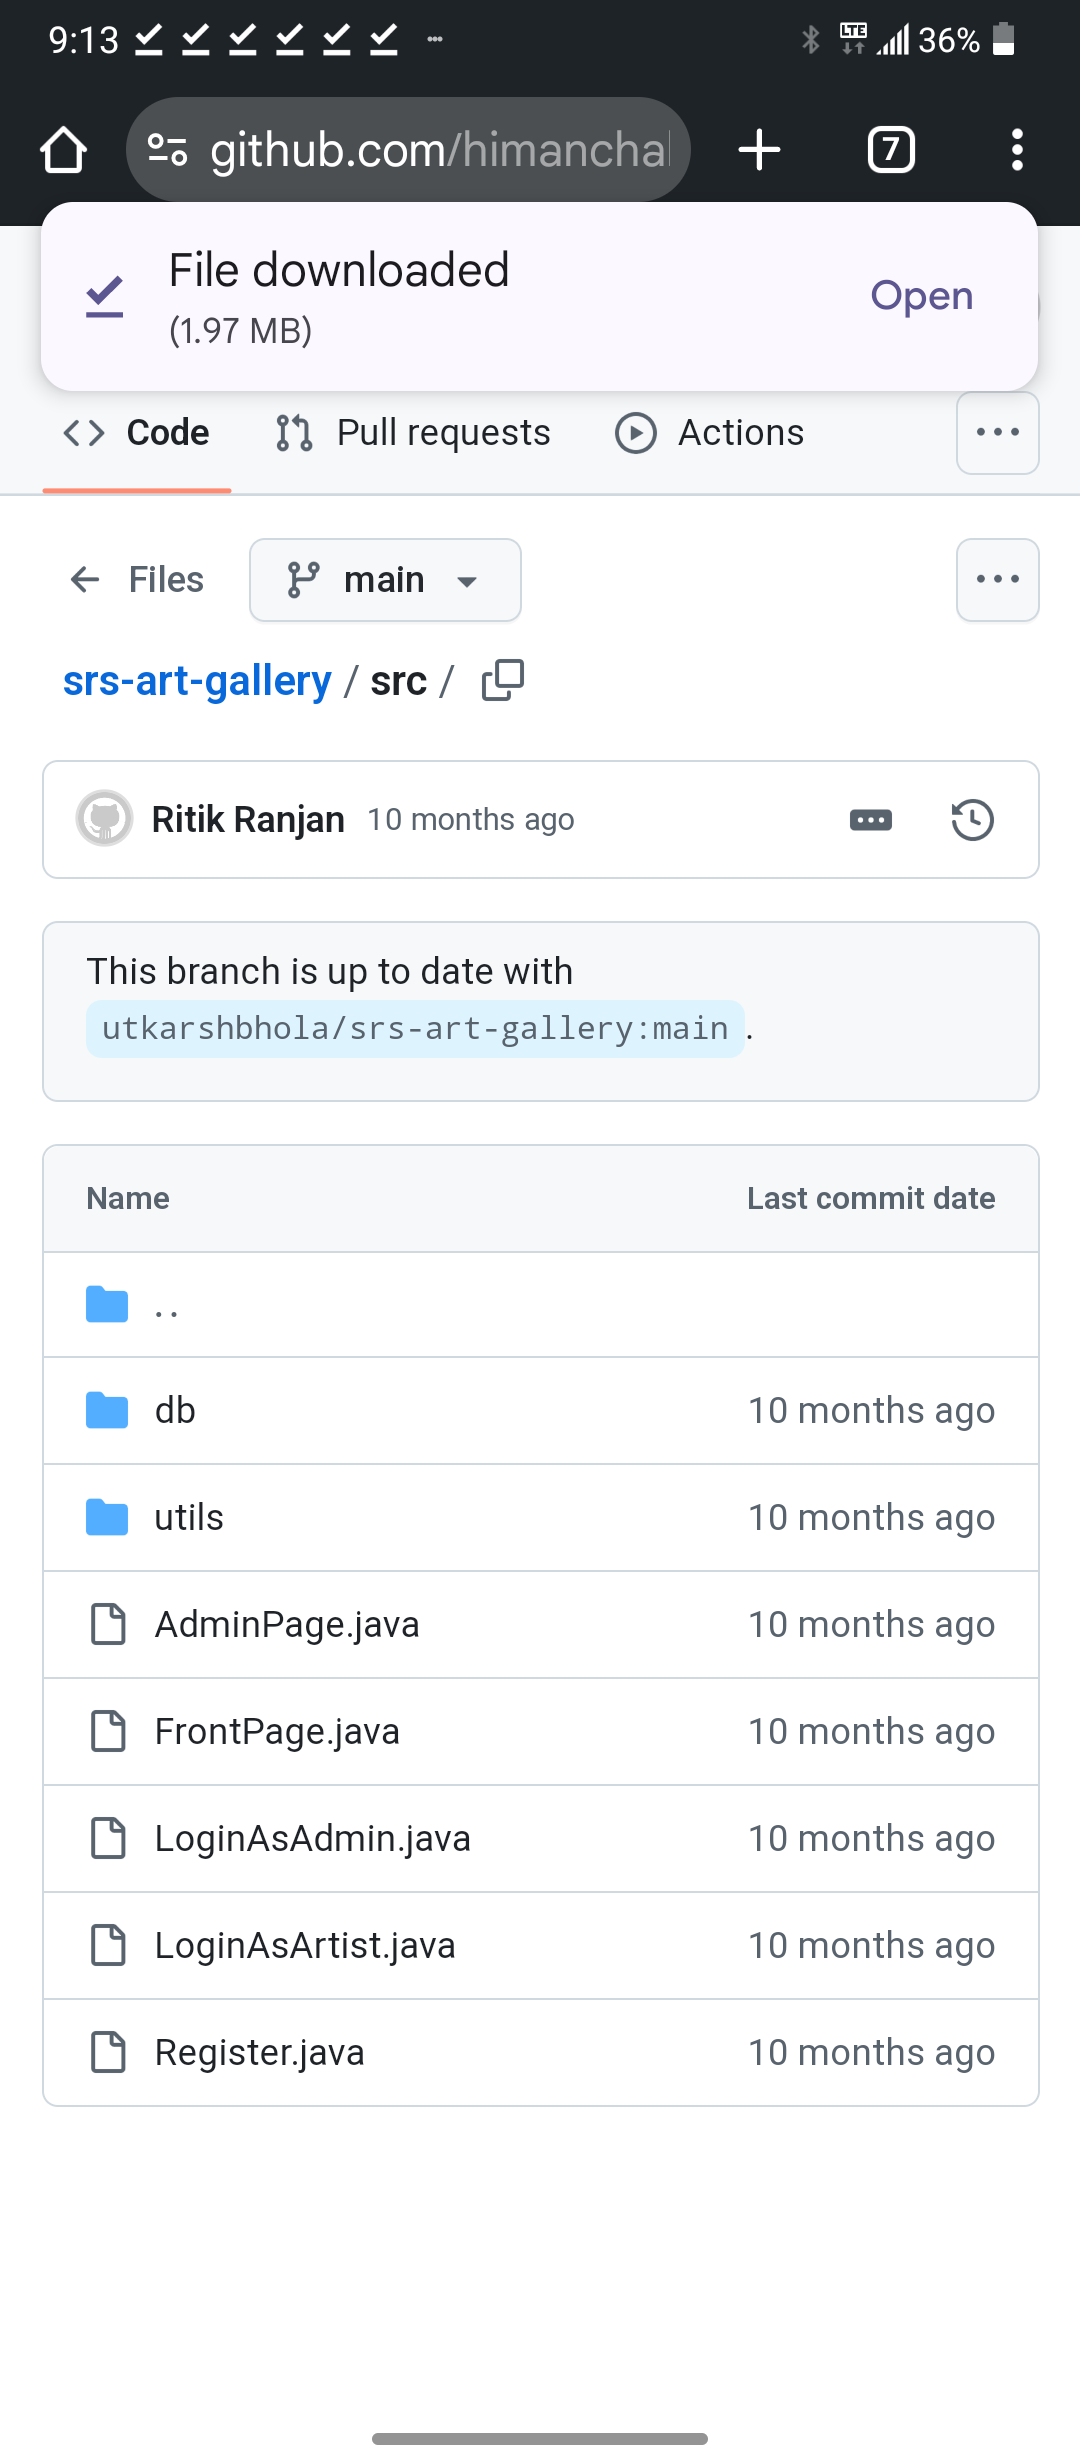 9:13 LTE 36%
github.com/himanchal 7
File downloaded
(1.97 MB)
Open
Code Pull requests Actions
Files main
srs-art-gallery / src /
Ritik Ranjan 10 months ago
This branch is up to date with
utkarshbhola/srs-art-gallery:main .
Name Last commit date
..
db 10 months ago
utils 10 months ago
AdminPage.java 10 months ago
FrontPage.java 10 months ago
LoginAsAdmin.java 10 months ago
LoginAsArtist.java 10 months ago
Register.java 10 months ago